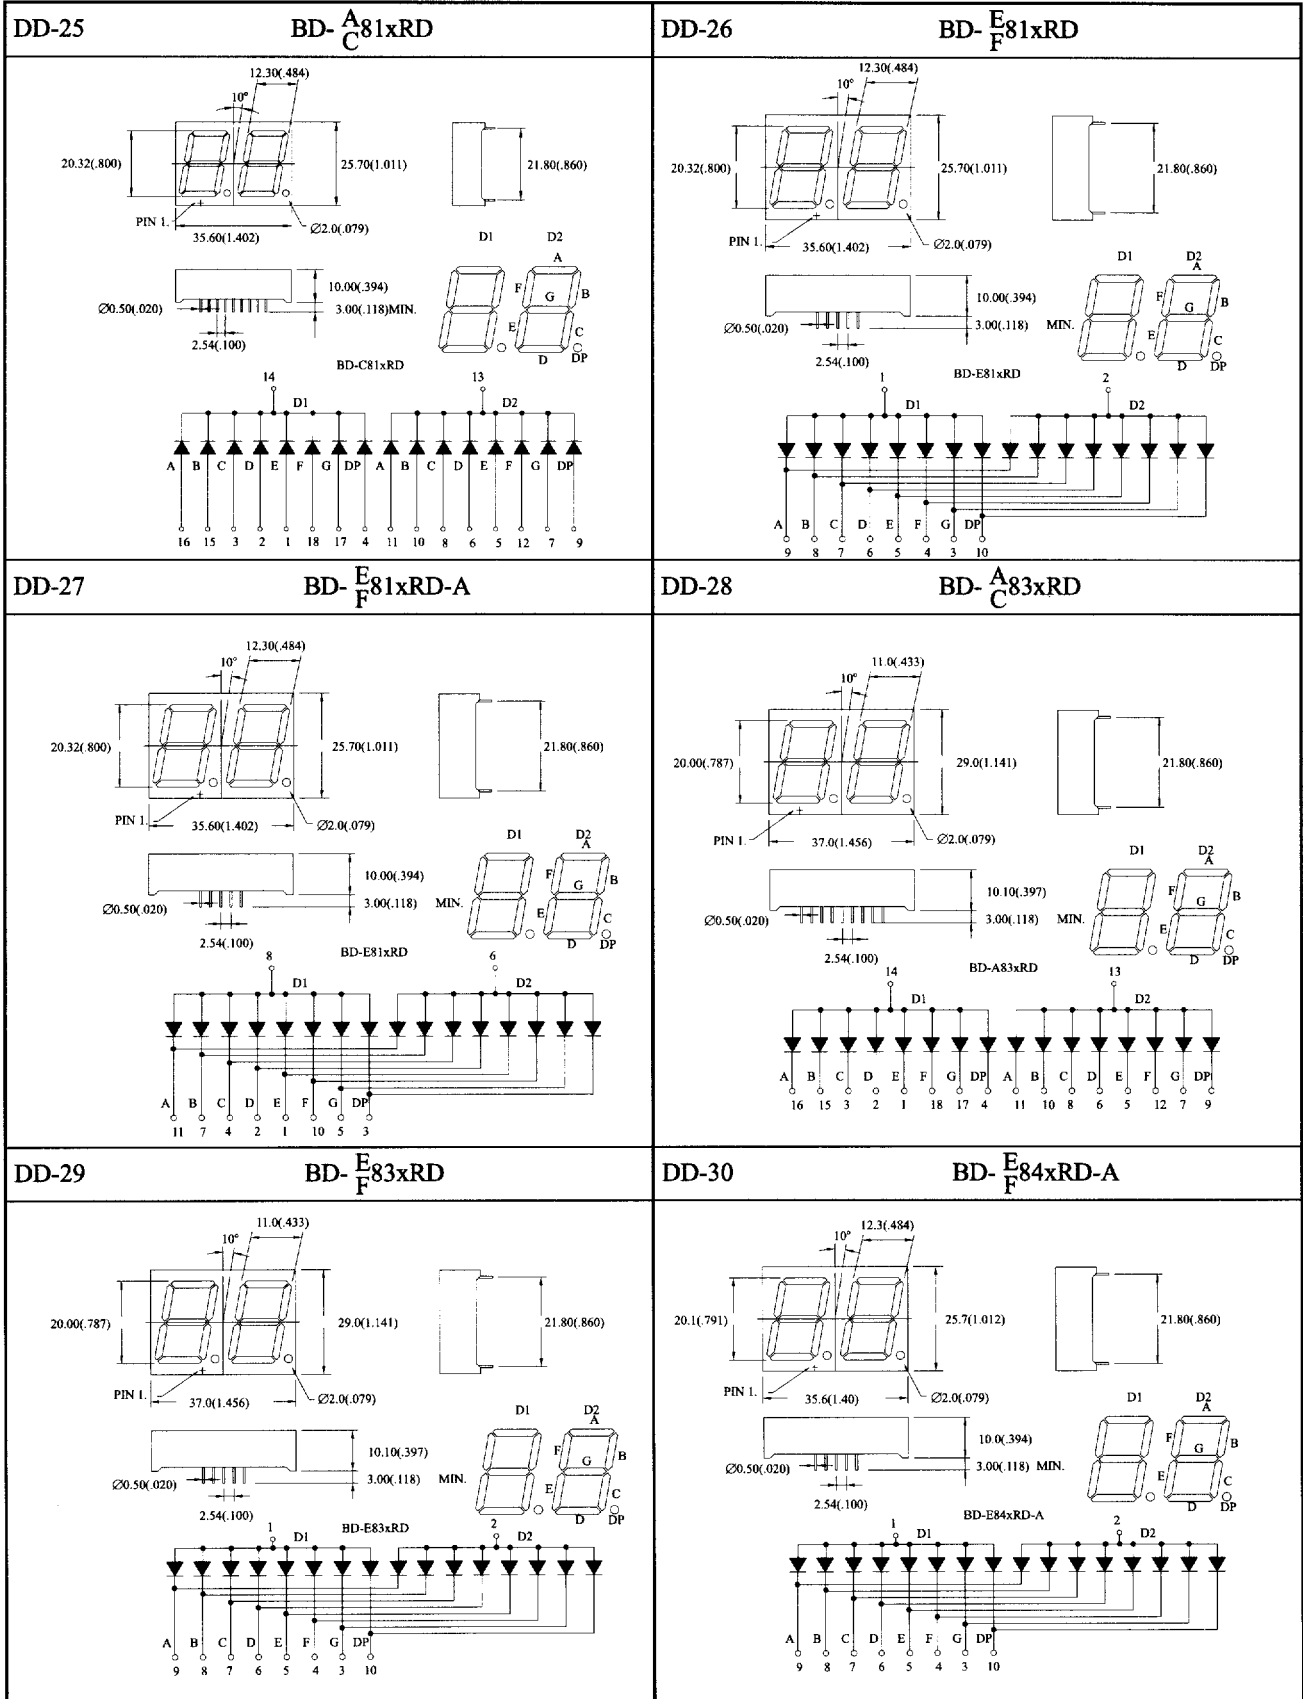 DD-25 BD- A/C 81xRD
12.30(.484)
10°
20.32(.800)
25.70(1.011)
21.80(.860)
PIN 1.
35.60(1.402)
Ø2.0(.079)
D1 D2
A
F B
G
E C
D DP
10.00(.394)
Ø0.50(.020)
3.00(.118)MIN.
2.54(.100)
BD-C81xRD
14 13
D1 D2
A B C D E F G DP A B C D E F G DP
16 15 3 2 1 18 17 4 11 10 8 6 5 12 7 9
DD-26 BD- E/F 81xRD
12.30(.484)
10°
20.32(.800)
25.70(1.011)
21.80(.860)
PIN 1.
35.60(1.402)
Ø2.0(.079)
D1 D2
A
F B
G
E C
D DP
10.00(.394)
Ø0.50(.020)
3.00(.118) MIN.
2.54(.100)
BD-E81xRD
1 2
D1 D2
A B C D E F G DP
9 8 7 6 5 4 3 10
DD-27 BD- E/F 81xRD-A
12.30(.484)
10°
20.32(.800)
25.70(1.011)
21.80(.860)
PIN 1.
35.60(1.402)
Ø2.0(.079)
D1 D2
A
F B
G
E C
D DP
10.00(.394)
Ø0.50(.020)
3.00(.118) MIN.
2.54(.100)
BD-E81xRD
8 6
D1 D2
A B C D E F G DP
11 7 4 2 1 10 5 3
DD-28 BD- A/C 83xRD
11.0(.433)
10°
20.00(.787)
29.0(1.141)
21.80(.860)
PIN 1.
37.0(1.456)
Ø2.0(.079)
D1 D2
A
F B
G
E C
D DP
10.10(.397)
Ø0.50(.020)
3.00(.118) MIN.
2.54(.100)
BD-A83xRD
14 13
D1 D2
A B C D E F G DP A B C D E F G DP
16 15 3 2 1 18 17 4 11 10 8 6 5 12 7 9
DD-29 BD- E/F 83xRD
11.0(.433)
10°
20.00(.787)
29.0(1.141)
21.80(.860)
PIN 1.
37.0(1.456)
Ø2.0(.079)
D1 D2
A
F B
G
E C
D DP
10.10(.397)
Ø0.50(.020)
3.00(.118) MIN.
2.54(.100)
BD-E83xRD
1 2
D1 D2
A B C D E F G DP
9 8 7 6 5 4 3 10
DD-30 BD- E/F 84xRD-A
12.3(.484)
10°
20.1(.791)
25.7(1.012)
21.80(.860)
PIN 1.
35.6(1.40)
Ø2.0(.079)
D1 D2
A
F B
G
E C
D DP
10.0(.394)
Ø0.50(.020)
3.00(.118) MIN.
2.54(.100)
BD-E84xRD-A
1 2
D1 D2
A B C D E F G DP
9 8 7 6 5 4 3 10